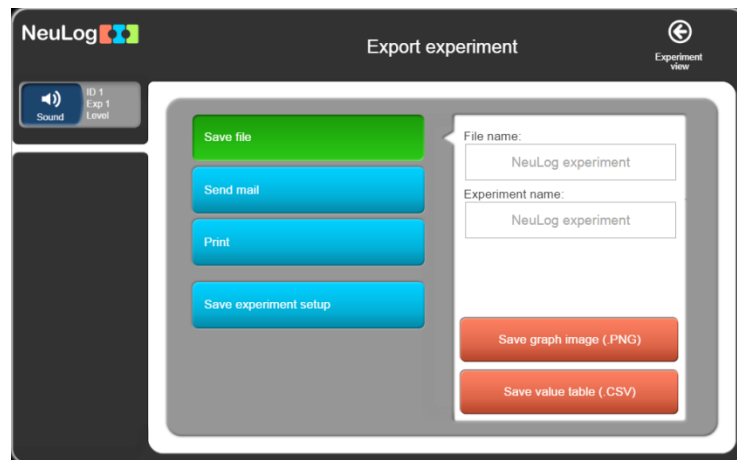 NeuLog
Export experiment
Experiment
view
Sound
ID 1
Exp 1
Level
Save file
Send mail
Print
Save experiment setup
File name:
NeuLog experiment
Experiment name:
NeuLog experiment
Save graph image (.PNG)
Save value table (.CSV)